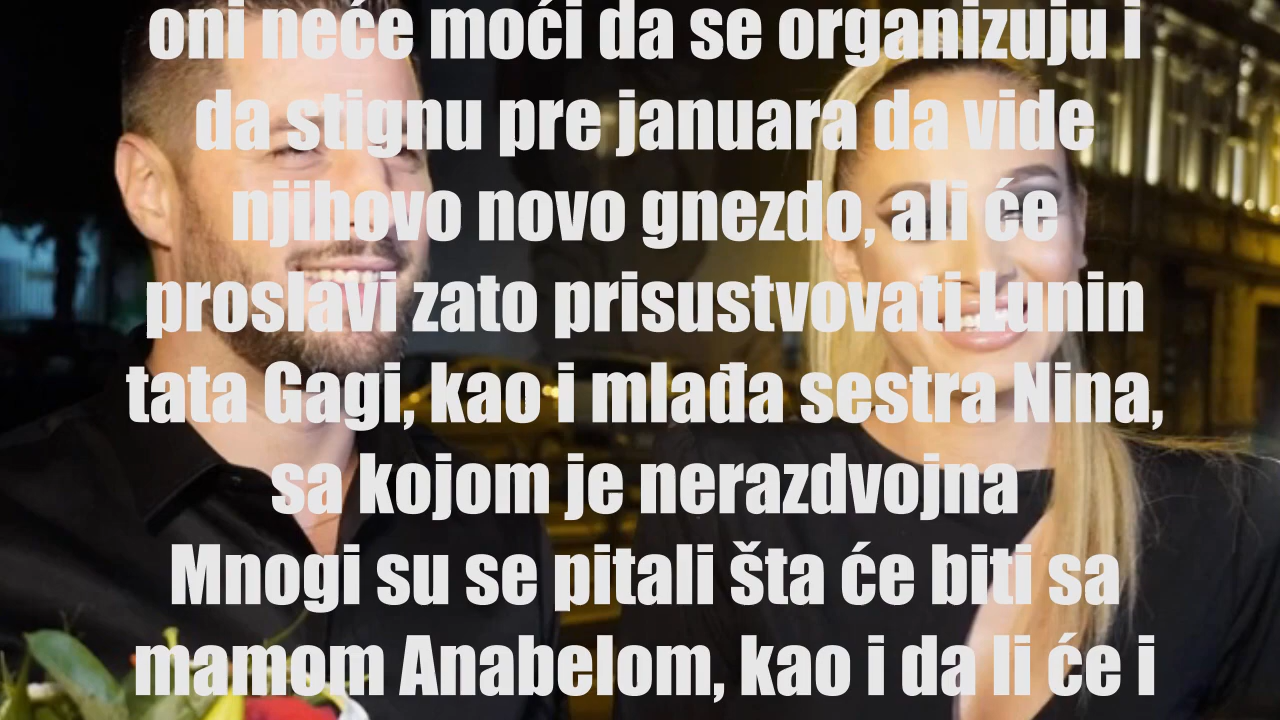 oni neće moći da se organizuju i
da stignu pre januara da vide
njihovo novo gnezdo, ali će
proslavi zato prisustvovati Lunin
tata Gagi, kao i mlađa sestra Nina,
sa kojom je nerazdvojna
Mnogi su se pitali šta će biti sa
mamom Anabelom, kao i da li će i